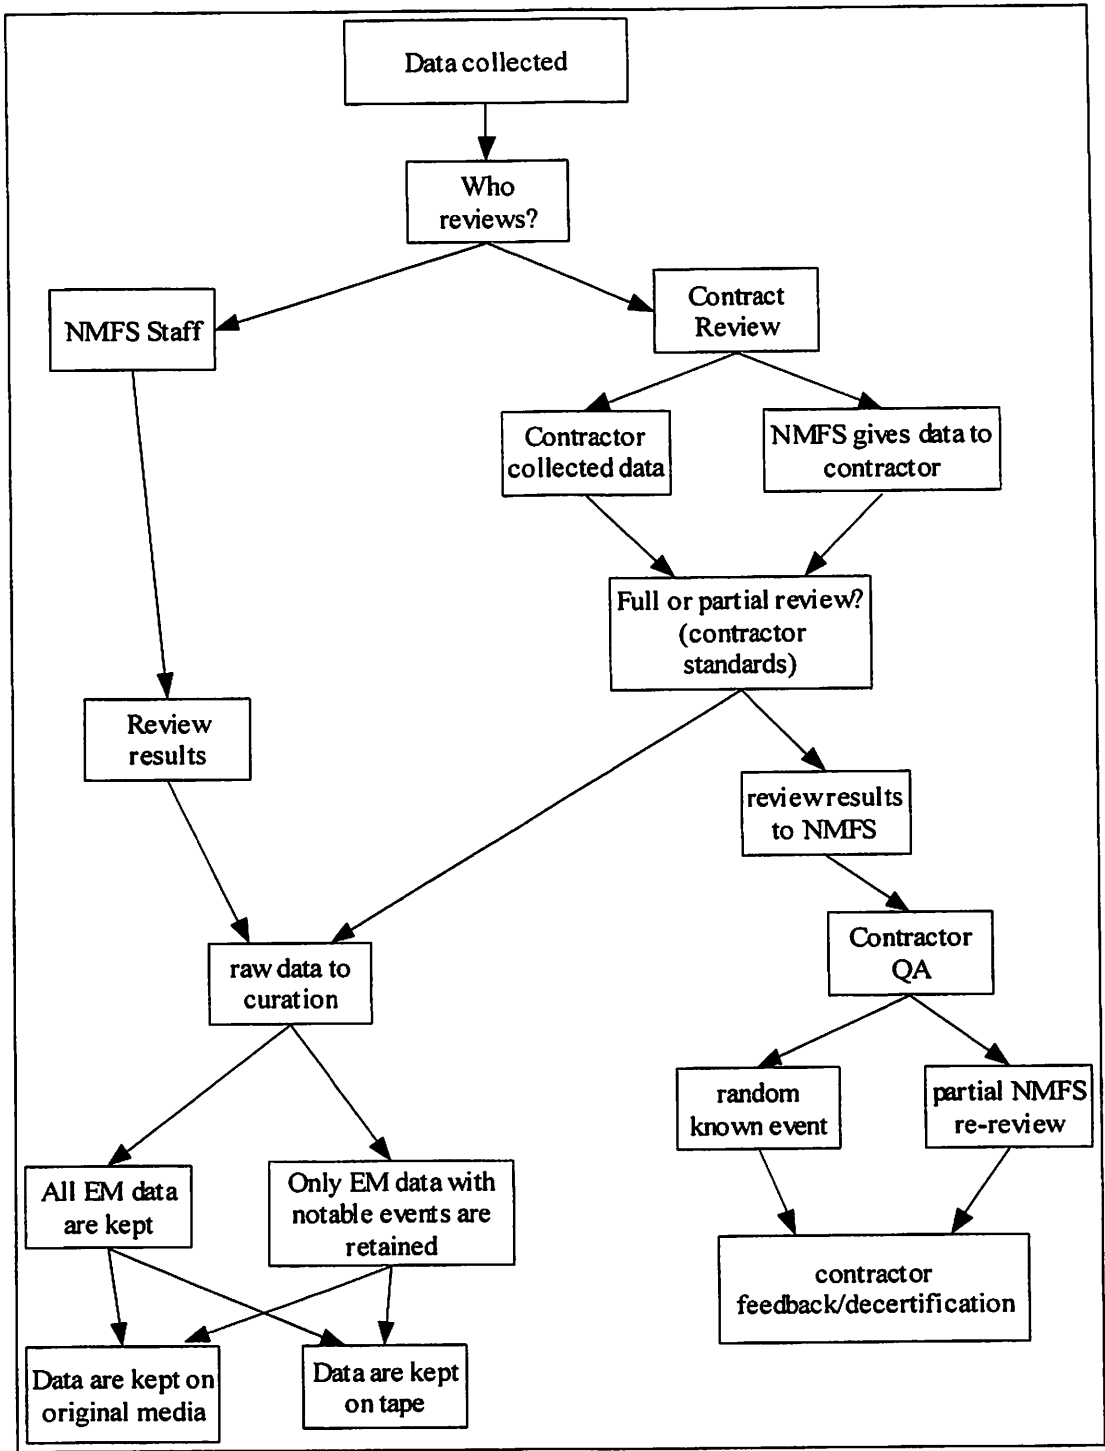 Data collected
Who
reviews?
NMFS Staff
Contract
Review
Contractor
collected data
NMFS gives data to
contractor
Full or partial review?
(contractor
standards)
Review
results
review results
to NMFS
Contractor
QA
raw data to
curation
random
known event
partial NMFS
re-review
All EM data
are kept
Only EM data with
notable events are
retained
contractor
feedback/decertification
Data are kept on
original media
Data are kept
on tape